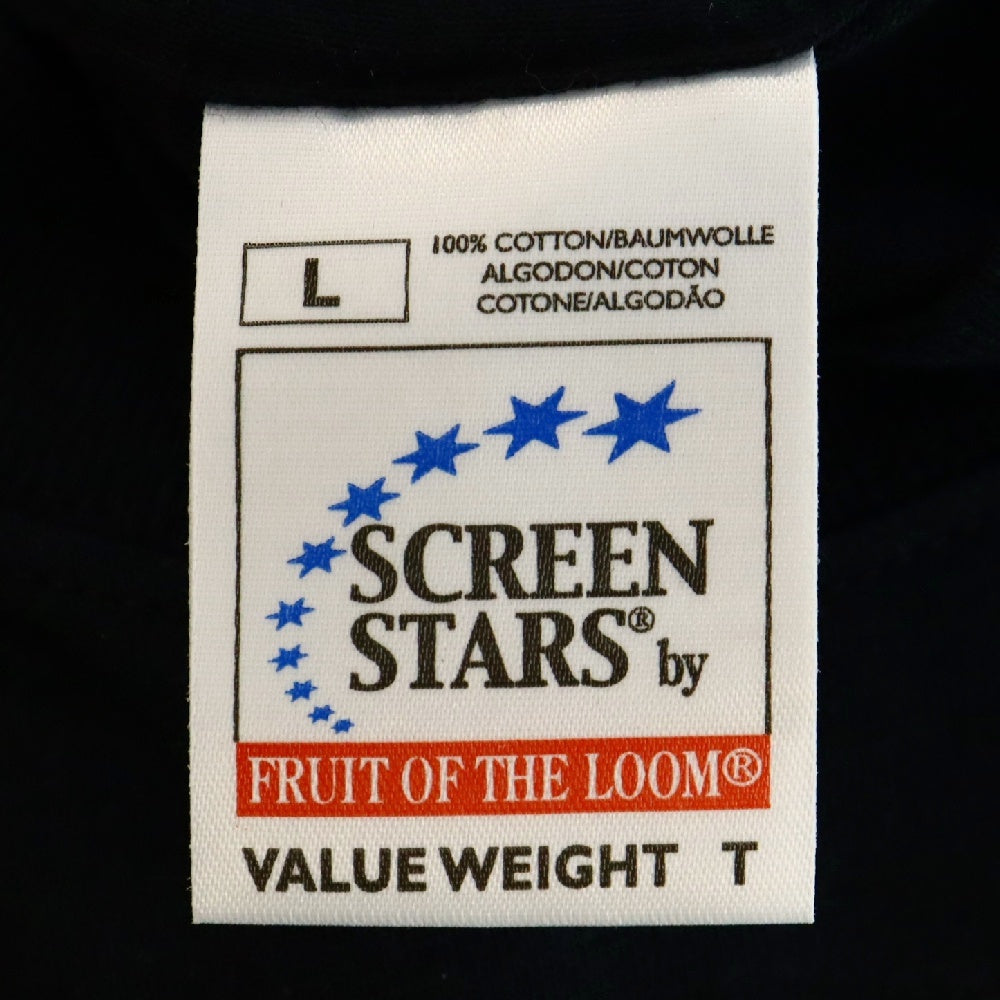 L
100% COTTON/BAUMWOLLE
ALGODON/COTON
COTONE/ALGODÃO
SCREEN
STARS® by
FRUIT OF THE LOOM®
VALUE WEIGHT T